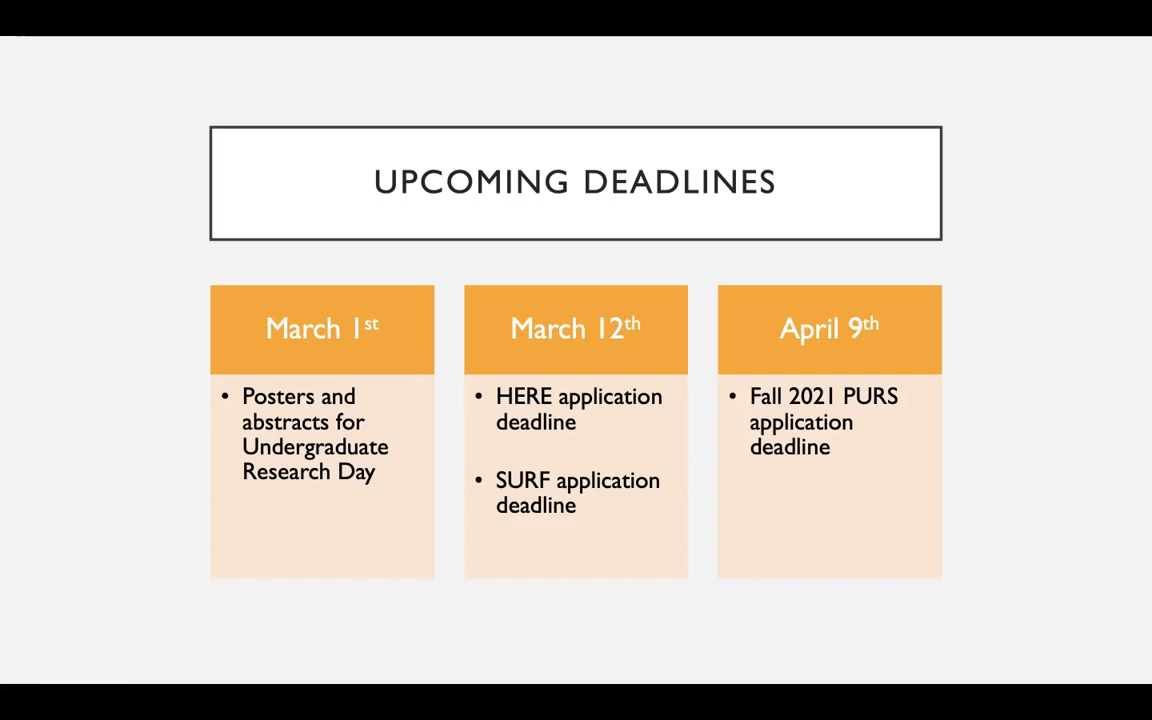 UPCOMING DEADLINES
March 1st
• Posters and
abstracts for
Undergraduate
Research Day
March 12th
• HERE application
deadline
• SURF application
deadline
April 9th
• Fall 2021 PURS
application
deadline